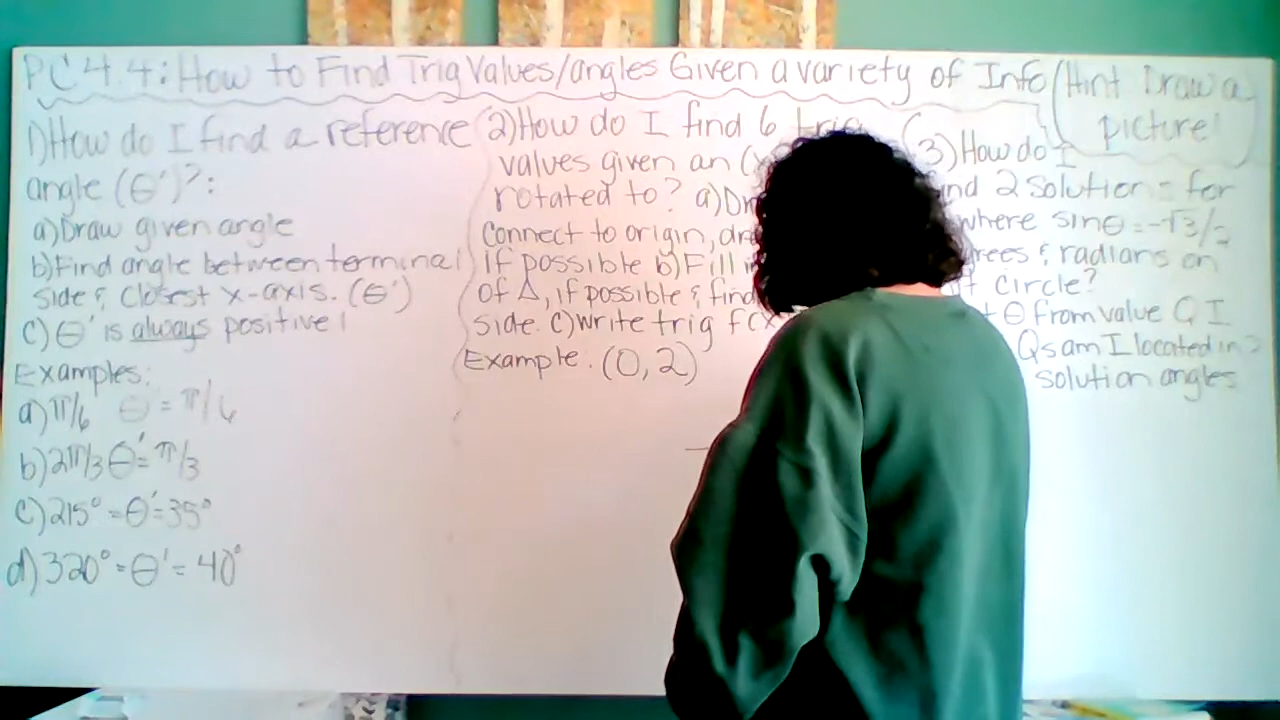 PC 4.4: How to Find Trig Values/angles Given a variety of Info (Hint Draw a picture!
1) How do I find a reference
angle (θ')?:
a) Draw given angle
b) Find angle between terminal
side & closest x-axis. (θ')
c) θ' is always positive!
Examples:
a) π/6 θ = π/6
b) 2π/3 θ' = π/3
c) 215° = θ' = 35°
d) 320° = θ' = 40°
2) How do I find 6 trig
values given an (x
rotated to? a) Dr
Connect to origin, dra
if possible b) Fill in
of Δ, if possible & find
side. c) Write trig fcx
Example. (0, 2)
3) How do I
find 2 solutions for
where sinθ = -√3/2
degrees & radians on
circle?
θ from value Q I
Qs am I located in?
solution angles